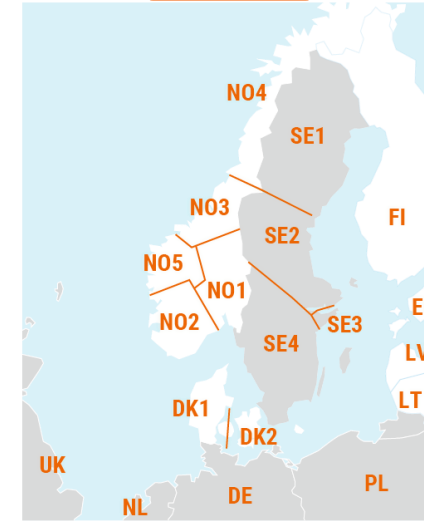 NO4
SE1
NO3
FI
SE2
NO5
NO1
E
NO2
SE3
SE4
LV
LT
DK1
DK2
UK
PL
DE
NL